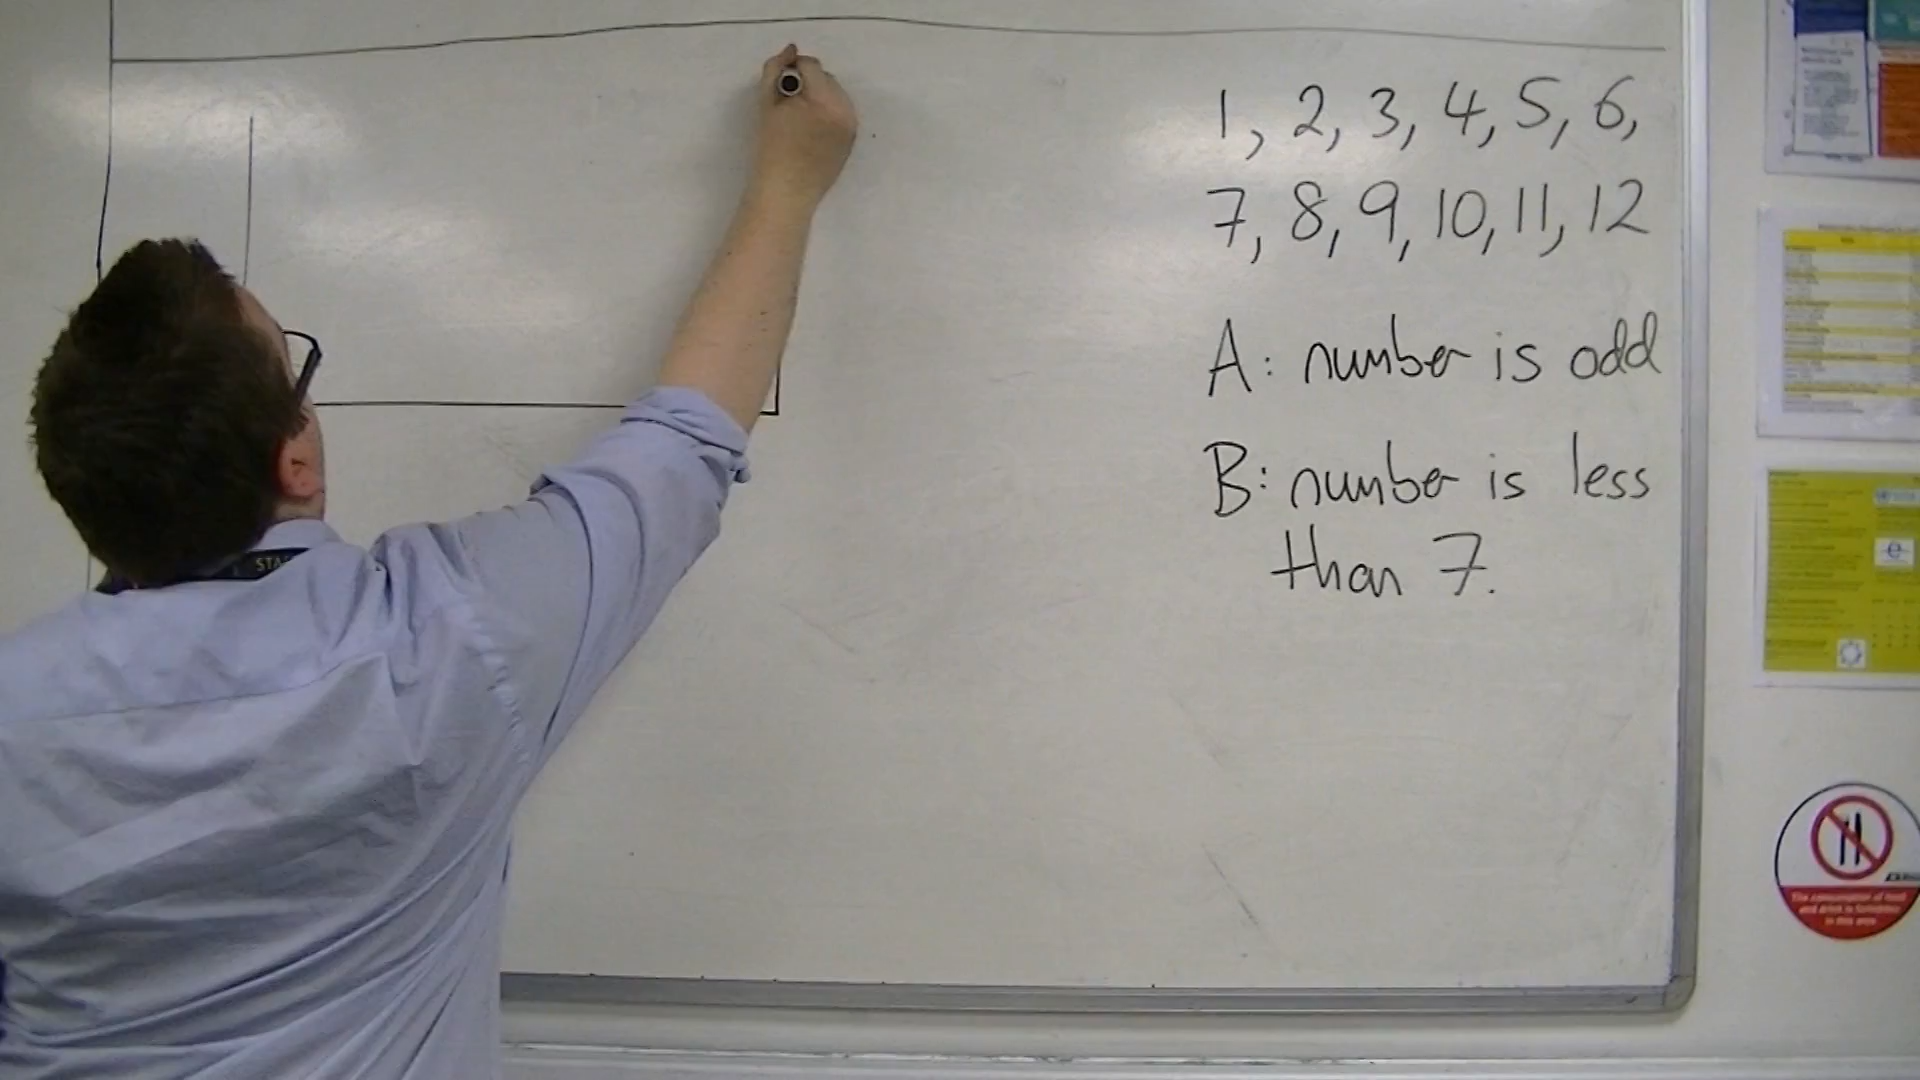 1, 2, 3, 4, 5, 6,
7, 8, 9, 10, 11, 12
A: number is odd
B: number is less
than 7.